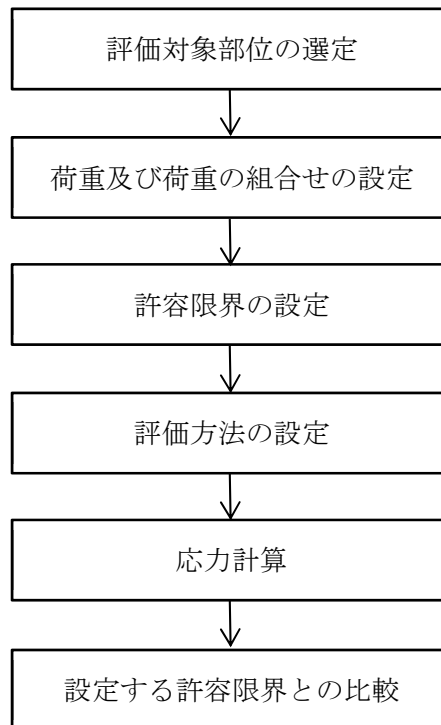 評価対象部位の選定
荷重及び荷重の組合せの設定
許容限界の設定
評価方法の設定
応力計算
設定する許容限界との比較